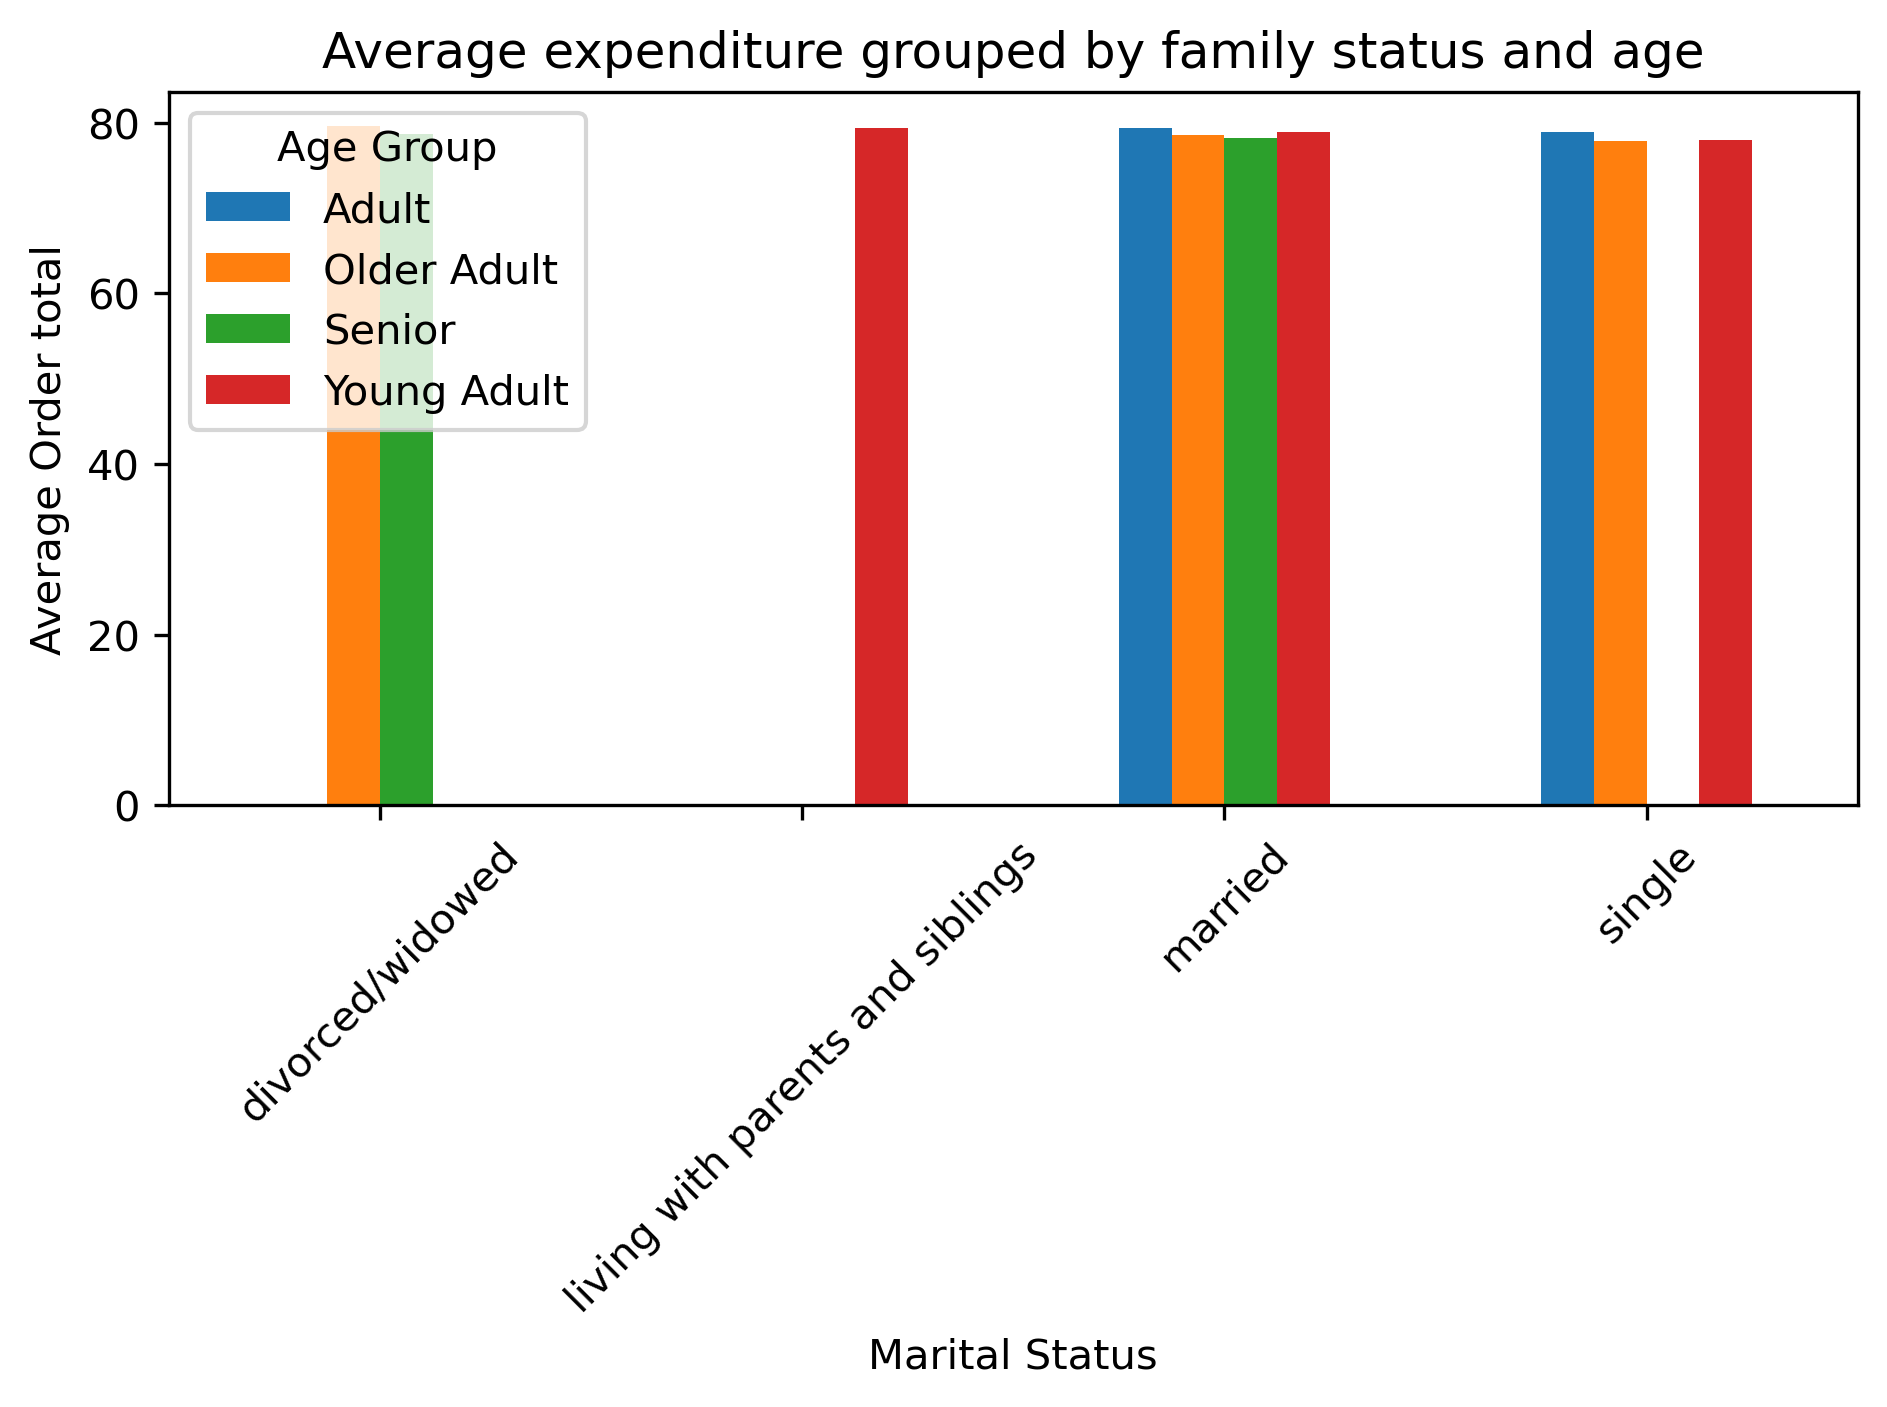 Average expenditure grouped by family status and age
Average Order total
80
60
40
20
0
Age Group
Adult
Older Adult
Senior
Young Adult
divorced/widowed
living with parents and siblings
married
single
Marital Status